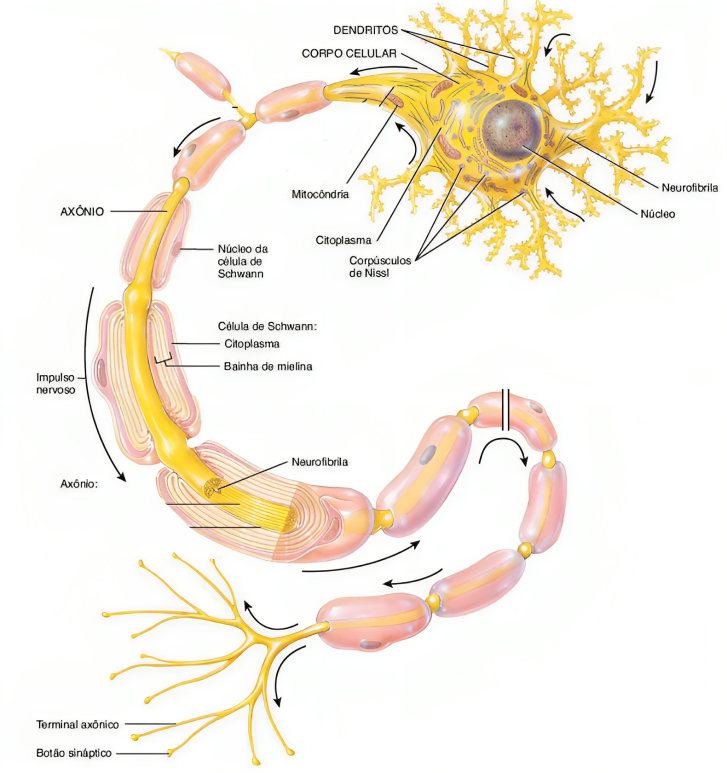 DENDRITOS
CORPO CELULAR
Mitocôndria
Neurofibrila
Núcleo
AXÔNIO
Citoplasma
Corpúsculos
de Nissl
Núcleo da
célula de
Schwann
Célula de Schwann:
Citoplasma
Bainha de mielina
Impulso
nervoso
Neurofibrila
Axônio:
Terminal axônico
Botão sináptico